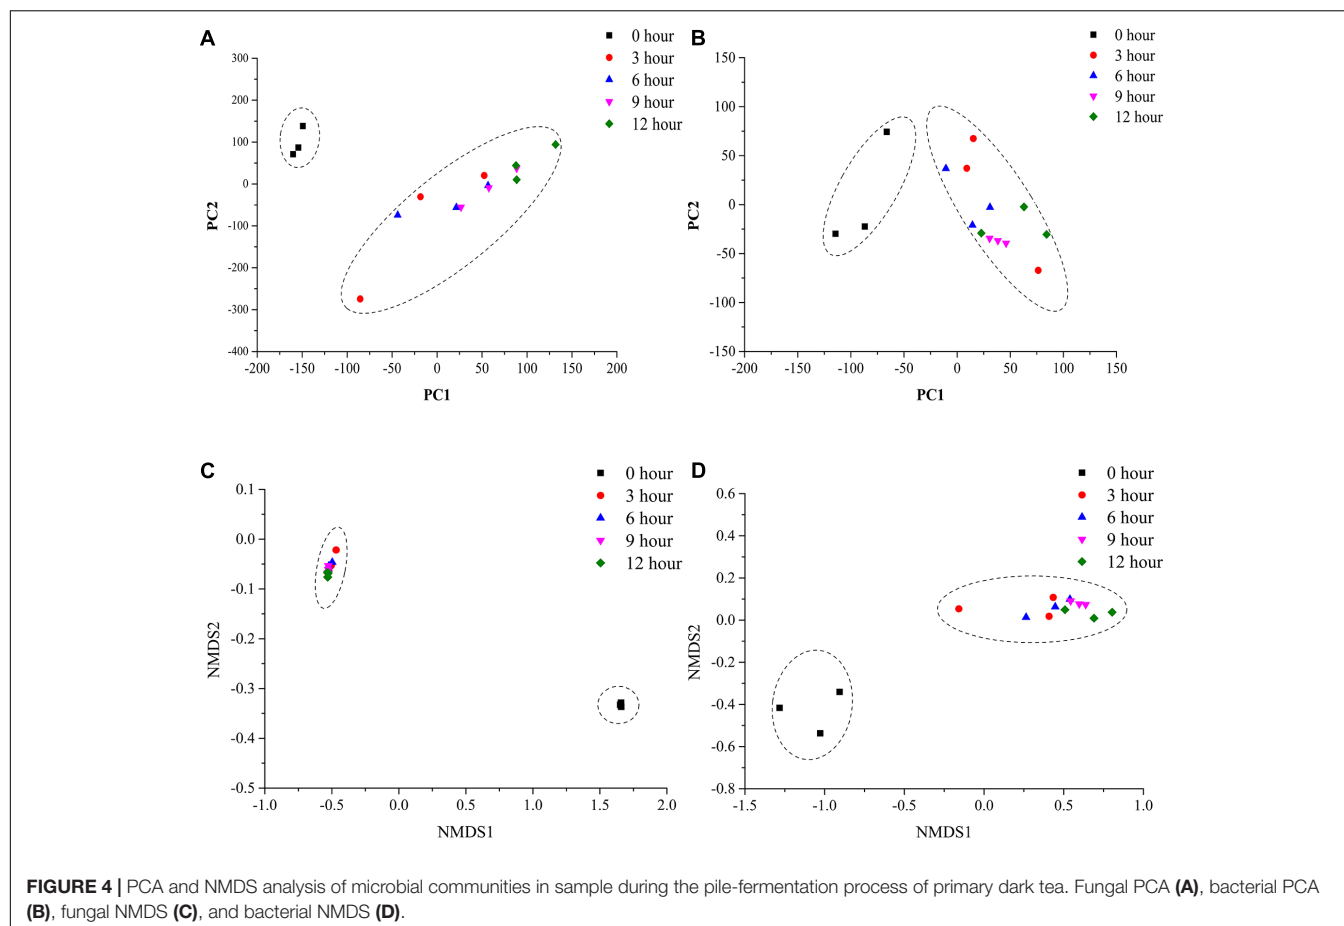 A
0 hour
3 hour
6 hour
9 hour
12 hour
300
200
100
0
-100
-200
-300
-400
PC2
-200 -150 -100 -50 0 50 100 150 200
PC1
B
0 hour
3 hour
6 hour
9 hour
12 hour
150
100
50
0
-50
-100
-150
PC2
-200 -150 -100 -50 0 50 100 150
PC1
C
0 hour
3 hour
6 hour
9 hour
12 hour
0.1
0.0
-0.1
-0.2
-0.3
-0.4
-0.5
NMDS2
-1.0 -0.5 0.0 0.5 1.0 1.5 2.0
NMDS1
D
0 hour
3 hour
6 hour
9 hour
12 hour
0.6
0.4
0.2
0.0
-0.2
-0.4
-0.6
-0.8
NMDS2
-1.5 -1.0 -0.5 0.0 0.5 1.0
NMDS1
FIGURE 4 | PCA and NMDS analysis of microbial communities in sample during the pile-fermentation process of primary dark tea. Fungal PCA (A), bacterial PCA
(B), fungal NMDS (C), and bacterial NMDS (D).